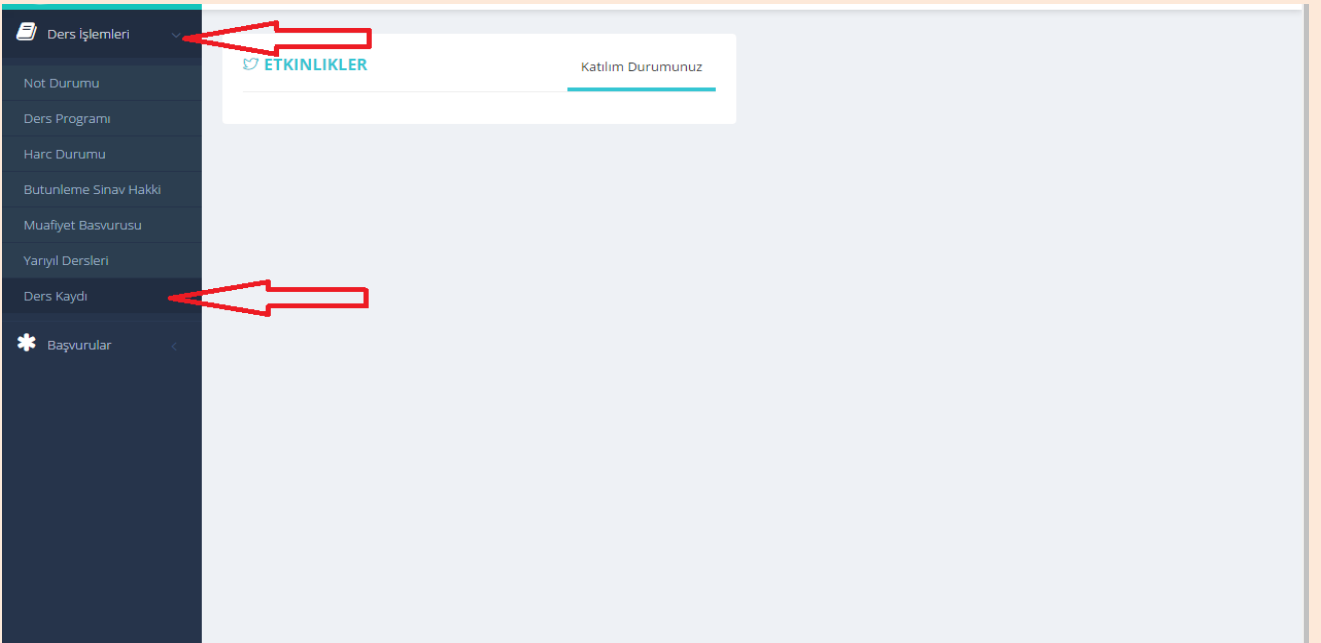 Ders İşlemleri
ETKINLIKLER
Katılım Durumunuz
Not Durumu
Ders Programı
Harc Durumu
Butunleme Sinav Hakki
Muafiyet Basvurusu
Yarıyıl Dersleri
Ders Kaydı
Başvurular